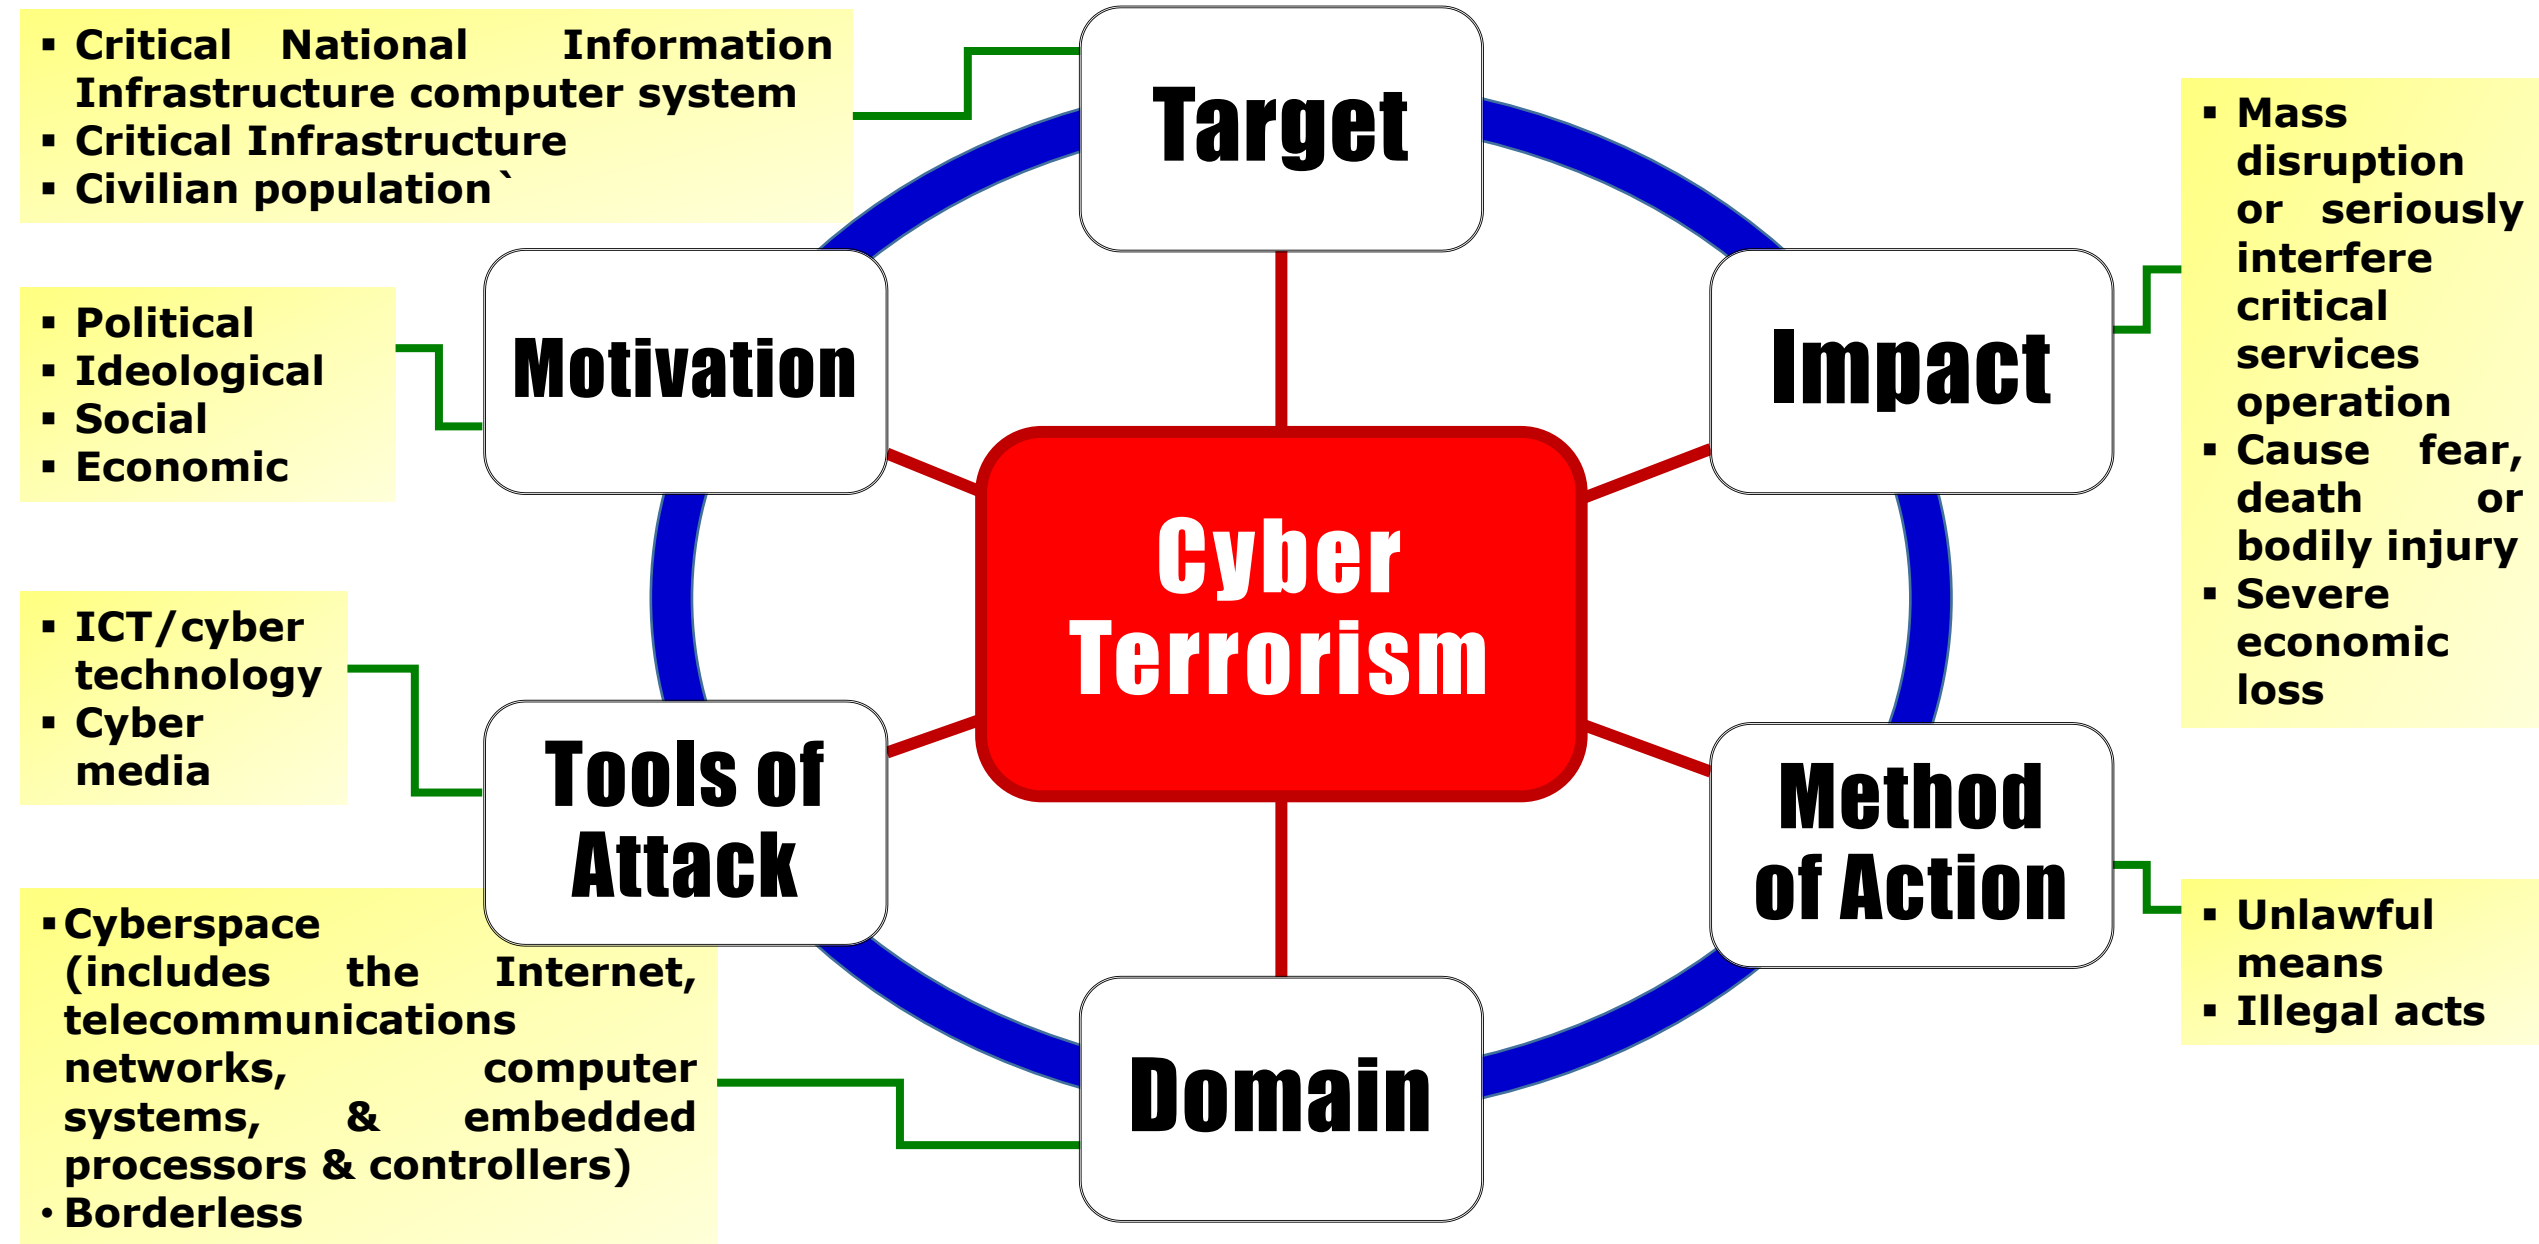 ▪ Critical National Information
Infrastructure computer system
▪ Critical Infrastructure
▪ Civilian population`
Target
▪ Mass
disruption
or seriously
interfere
critical
services
operation
▪ Cause fear,
death or
bodily injury
▪ Severe
economic
loss
Motivation
Impact
▪ Political
▪ Ideological
▪ Social
▪ Economic
Cyber
Terrorism
▪ ICT/cyber
technology
▪ Cyber
media
Tools of
Attack
Method
of Action
▪ Unlawful
means
▪ Illegal acts
▪ Cyberspace
(includes the Internet,
telecommunications
networks, computer
systems, & embedded
processors & controllers)
• Borderless
Domain